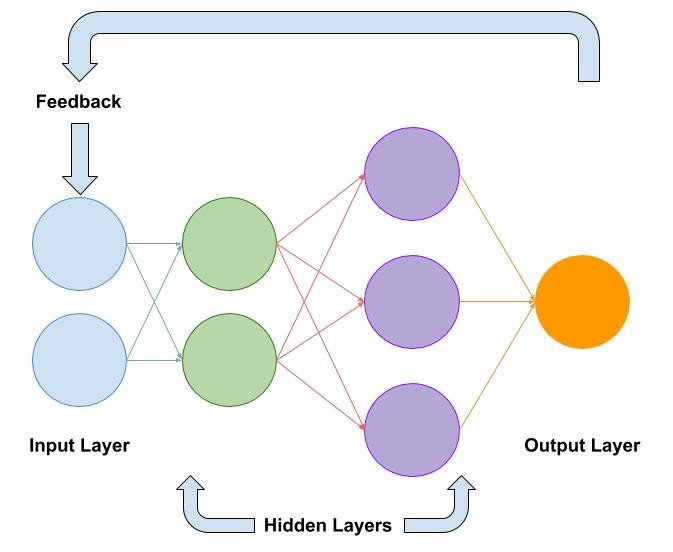 Feedback
Input Layer
Output Layer
Hidden Layers